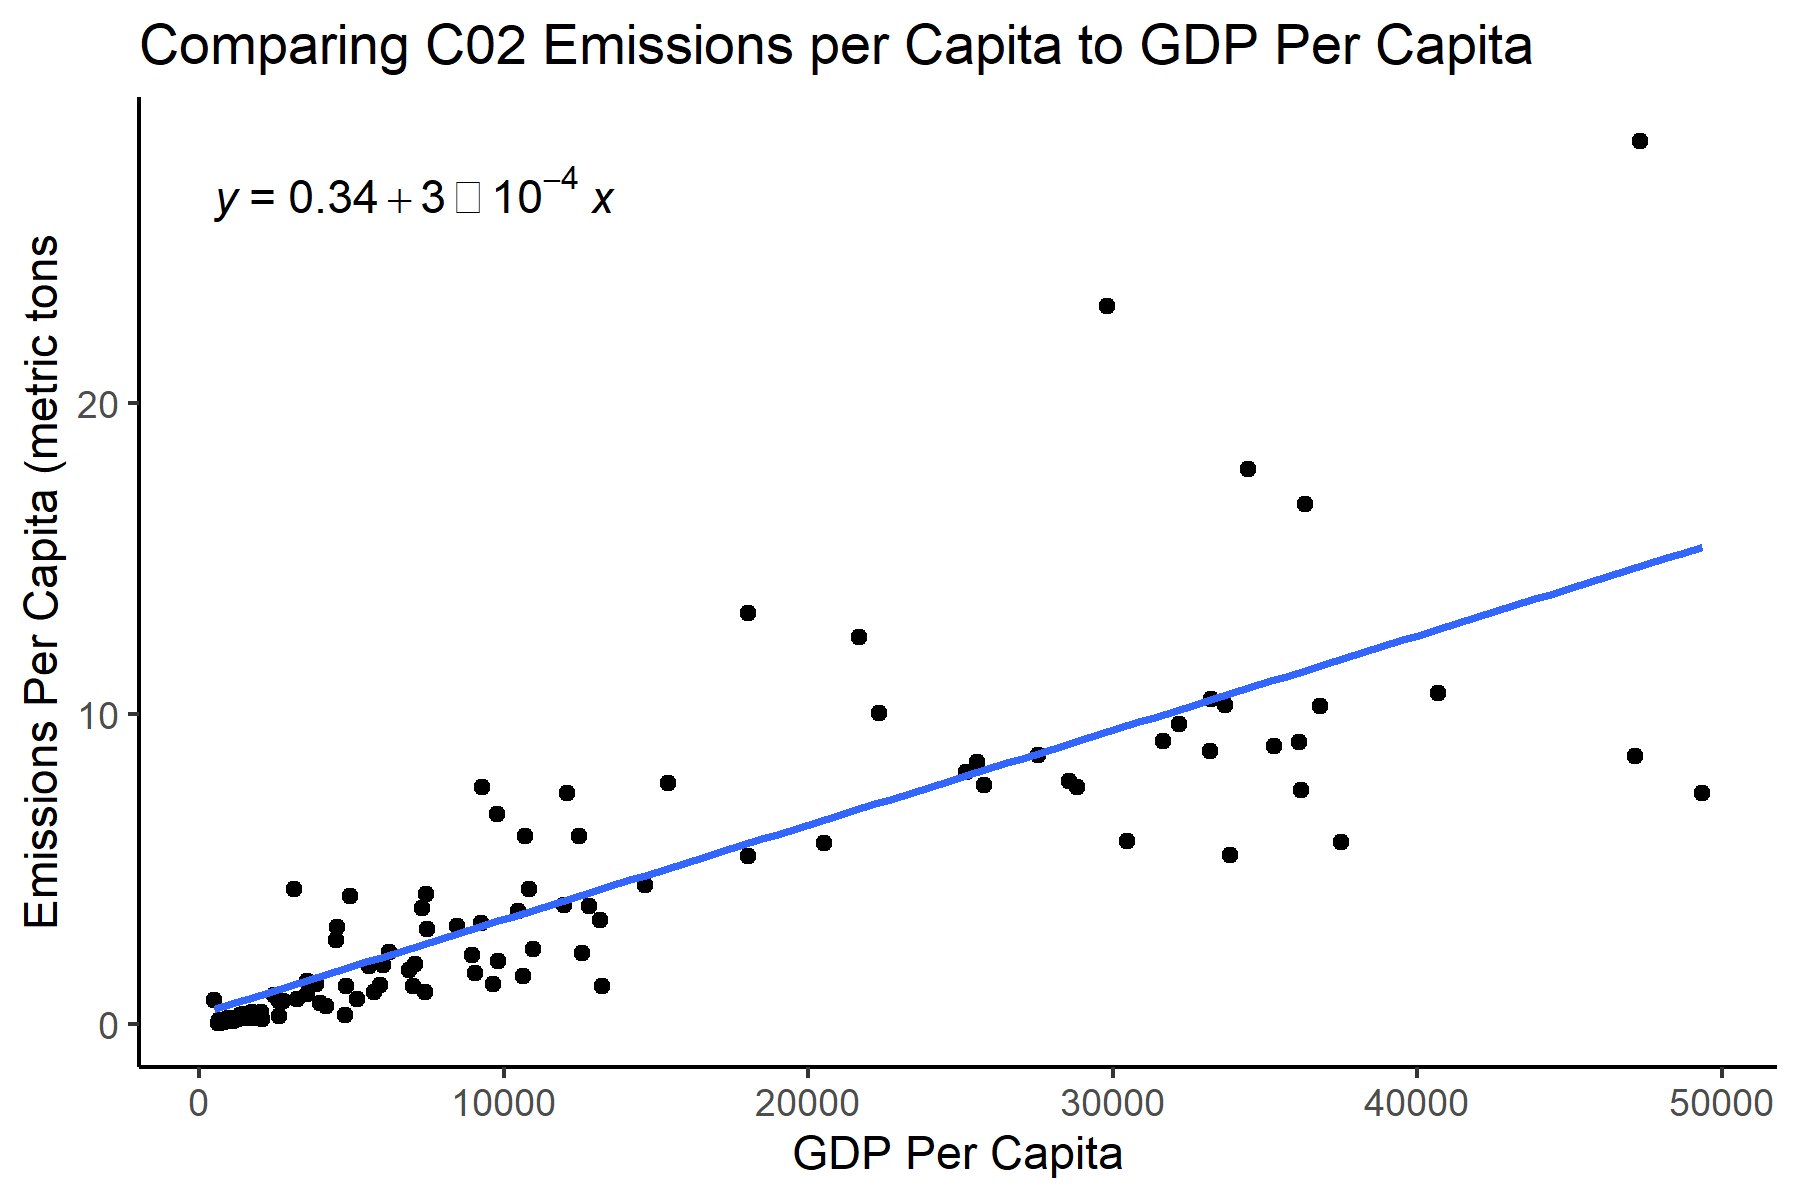 Comparing C02 Emissions per Capita to GDP Per Capita
y = 0.34 + 3 □ 10⁻⁴ x
Emissions Per Capita (metric tons
20
10
0
0 10000 20000 30000 40000 50000
GDP Per Capita